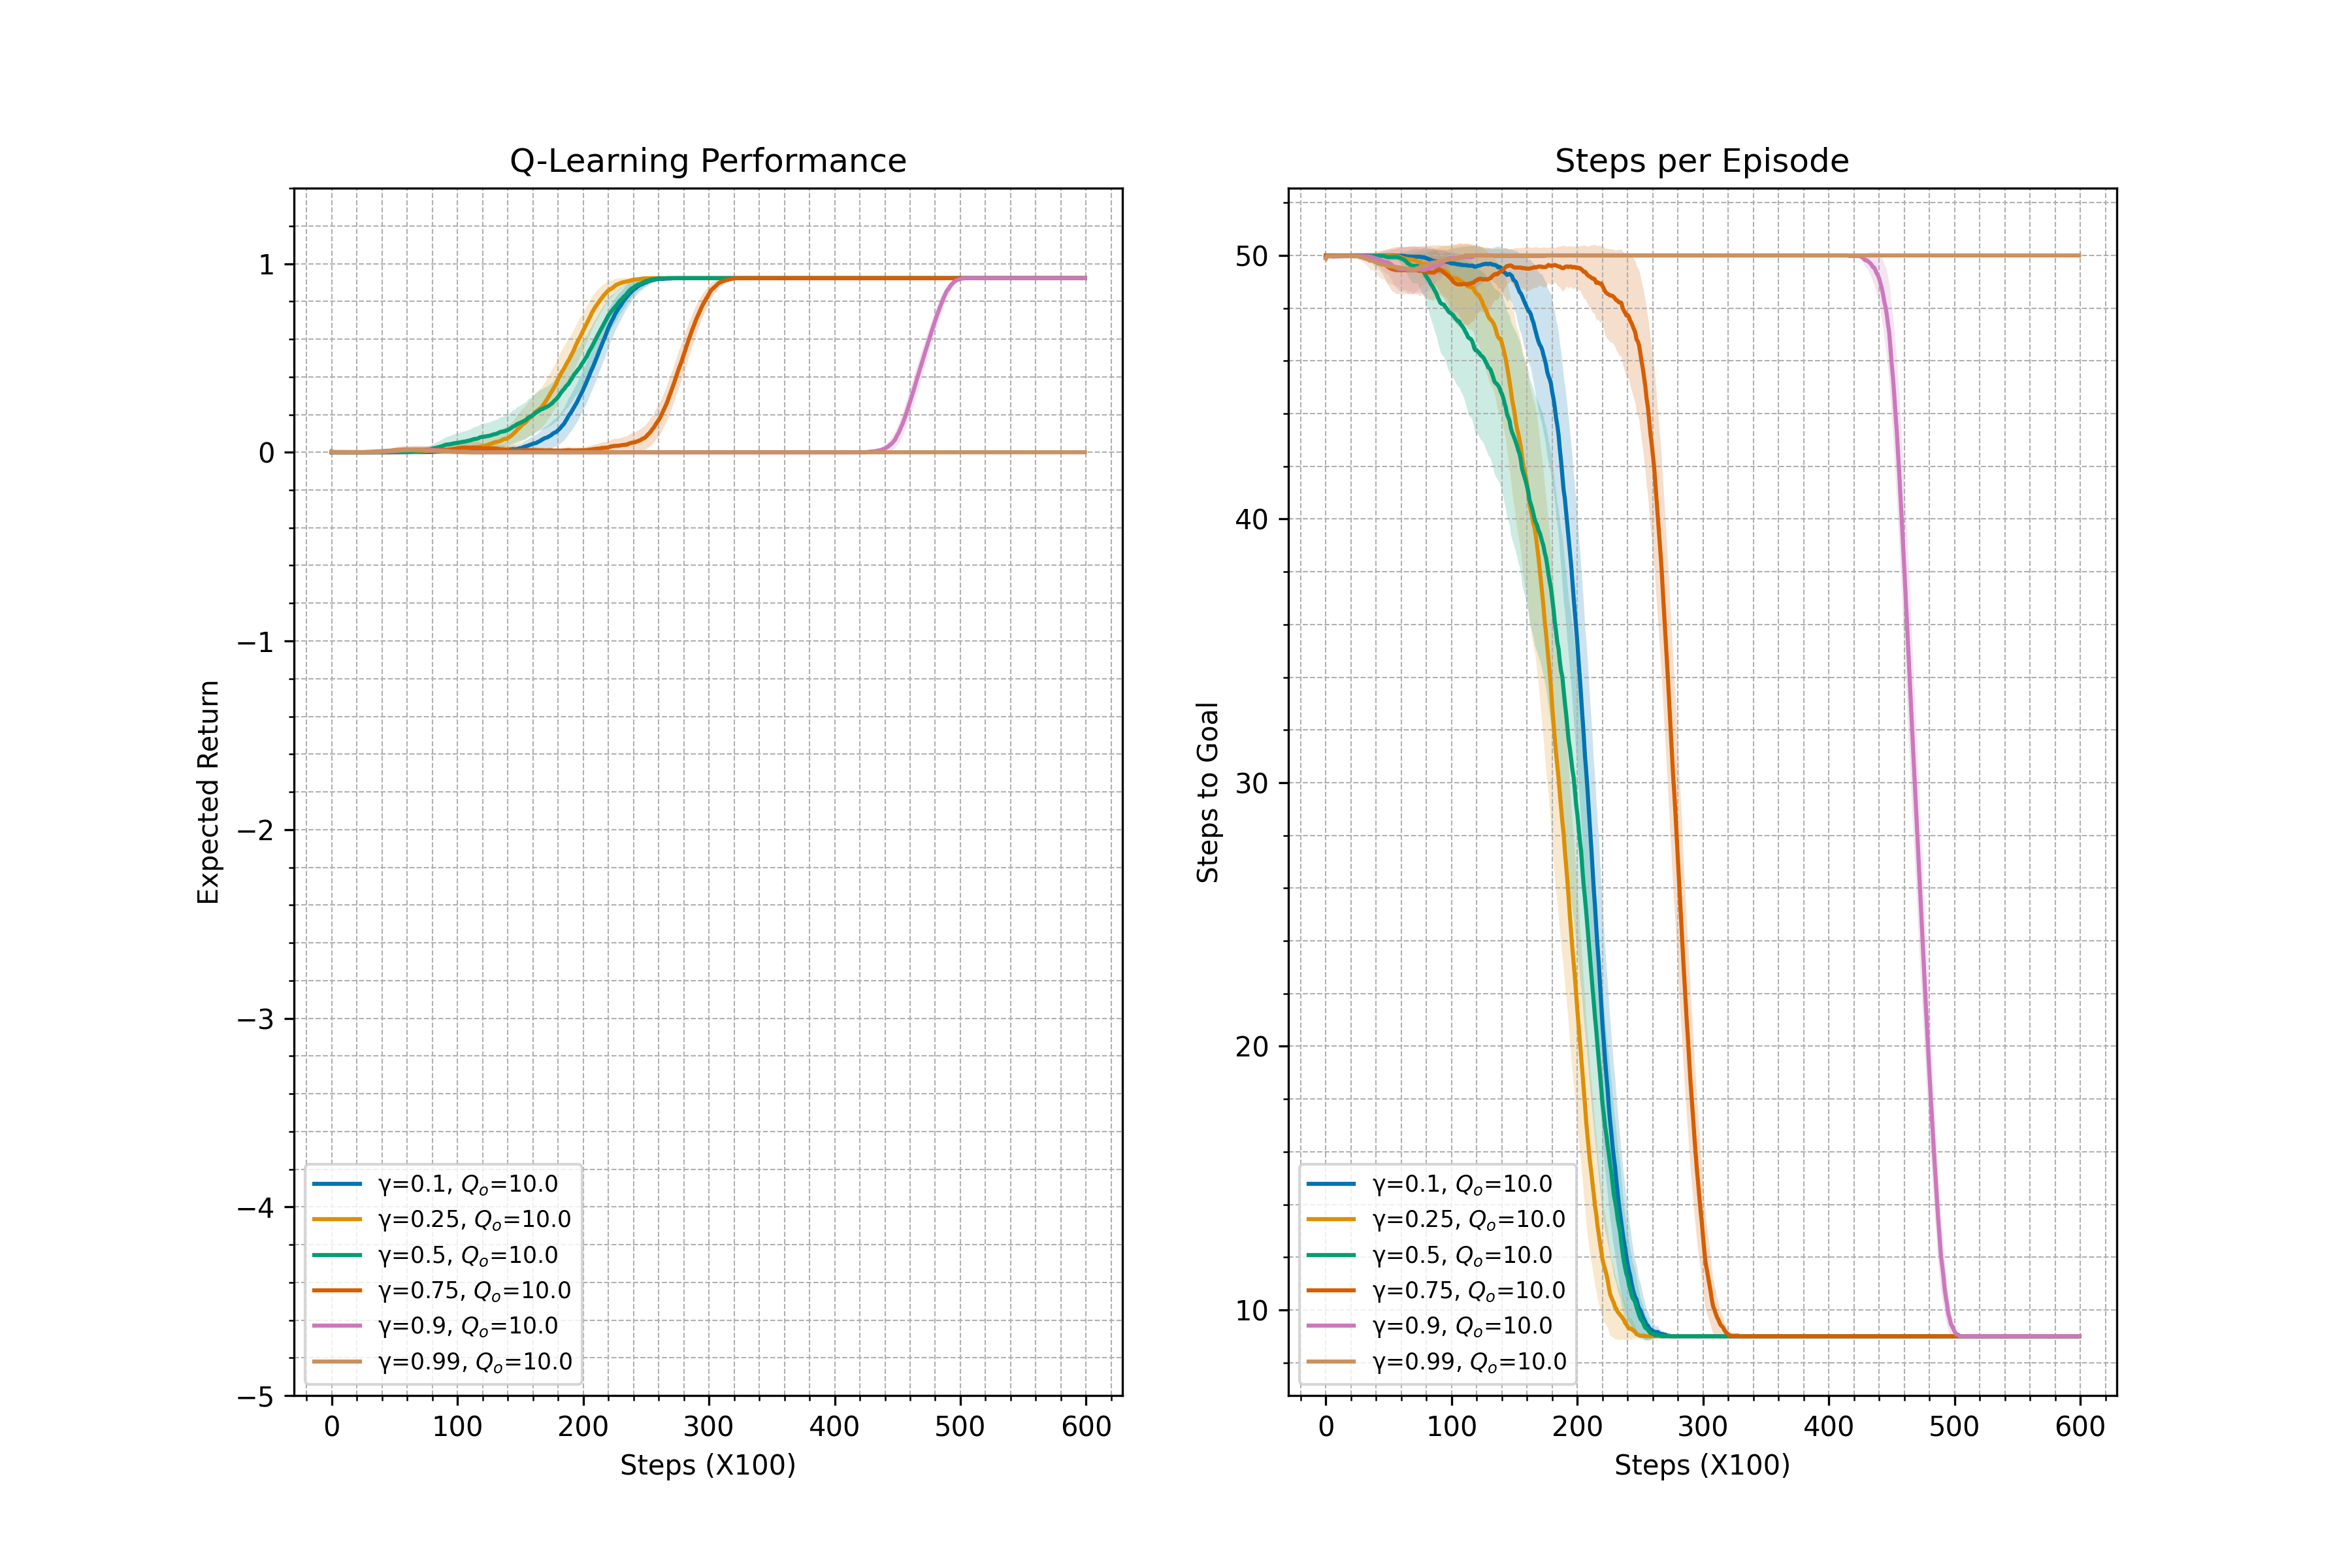 Q-Learning Performance
Expected Return
1
0
−1
−2
−3
−4
−5
0 100 200 300 400 500 600
Steps (X100)
γ=0.1, Qo=10.0
γ=0.25, Qo=10.0
γ=0.5, Qo=10.0
γ=0.75, Qo=10.0
γ=0.9, Qo=10.0
γ=0.99, Qo=10.0
Steps per Episode
Steps to Goal
50
40
30
20
10
0 100 200 300 400 500 600
Steps (X100)
γ=0.1, Qo=10.0
γ=0.25, Qo=10.0
γ=0.5, Qo=10.0
γ=0.75, Qo=10.0
γ=0.9, Qo=10.0
γ=0.99, Qo=10.0